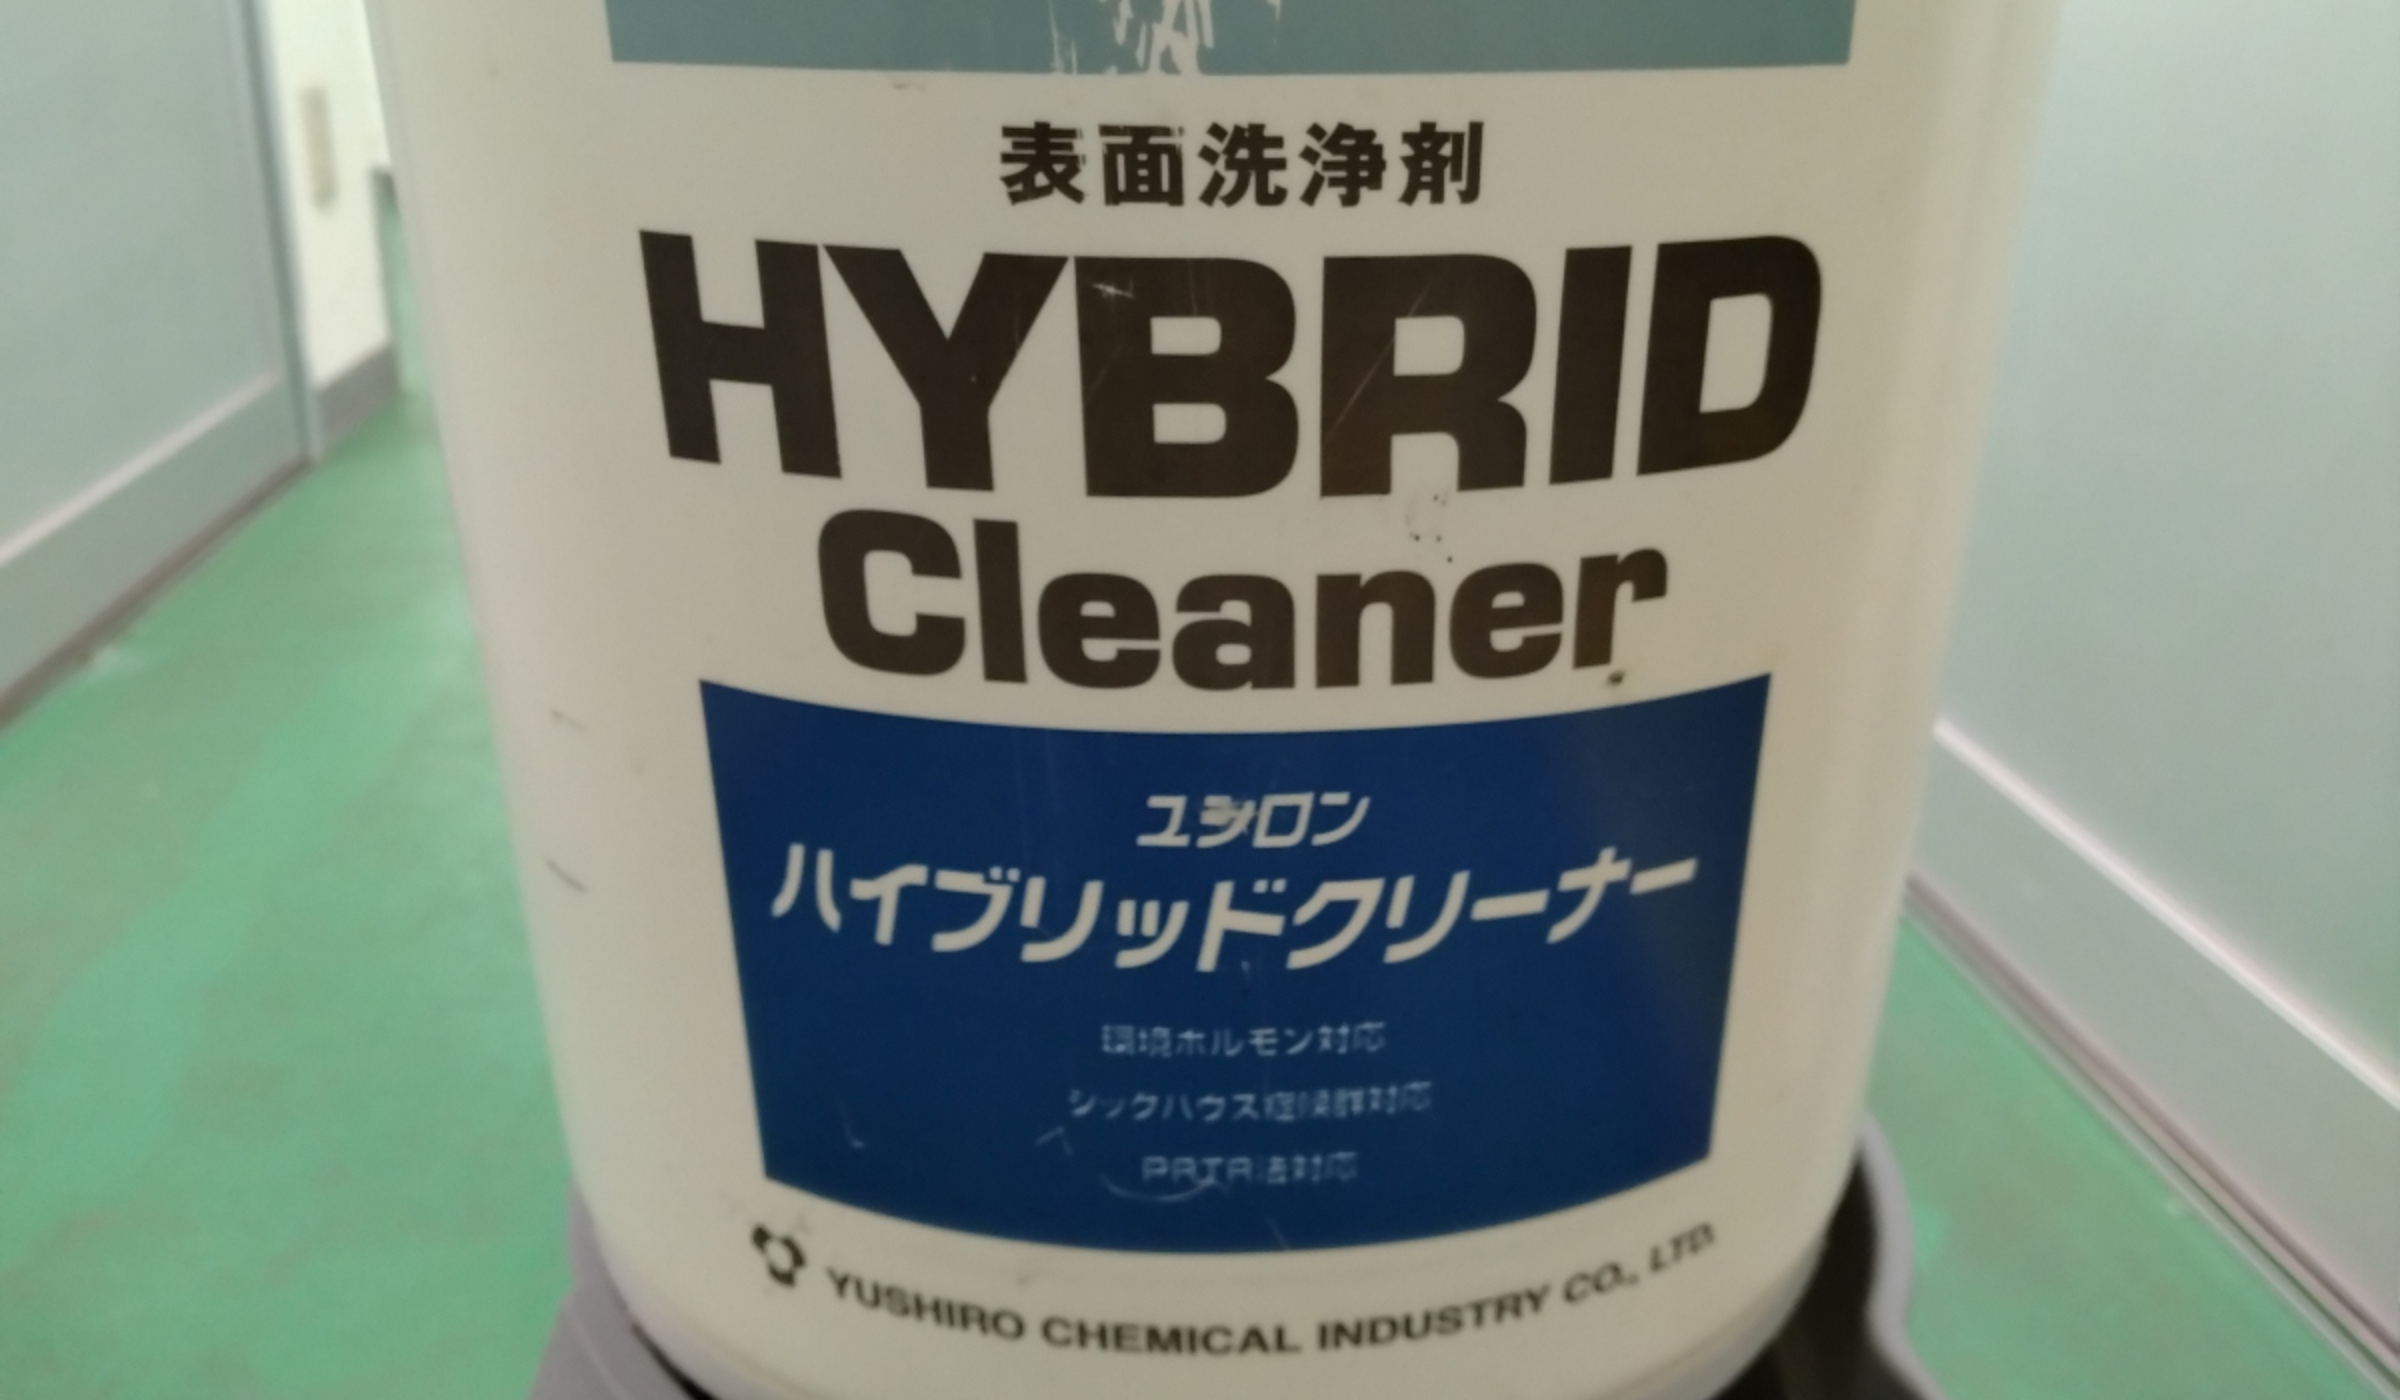 表面洗浄剤
HYBRID
Cleaner
ユシロン
ハイブリッドクリーナー
環境ホルモン対応
シックハウス症候群対応
PRTR法対応
YUSHIRO CHEMICAL INDUSTRY CO., LTD.